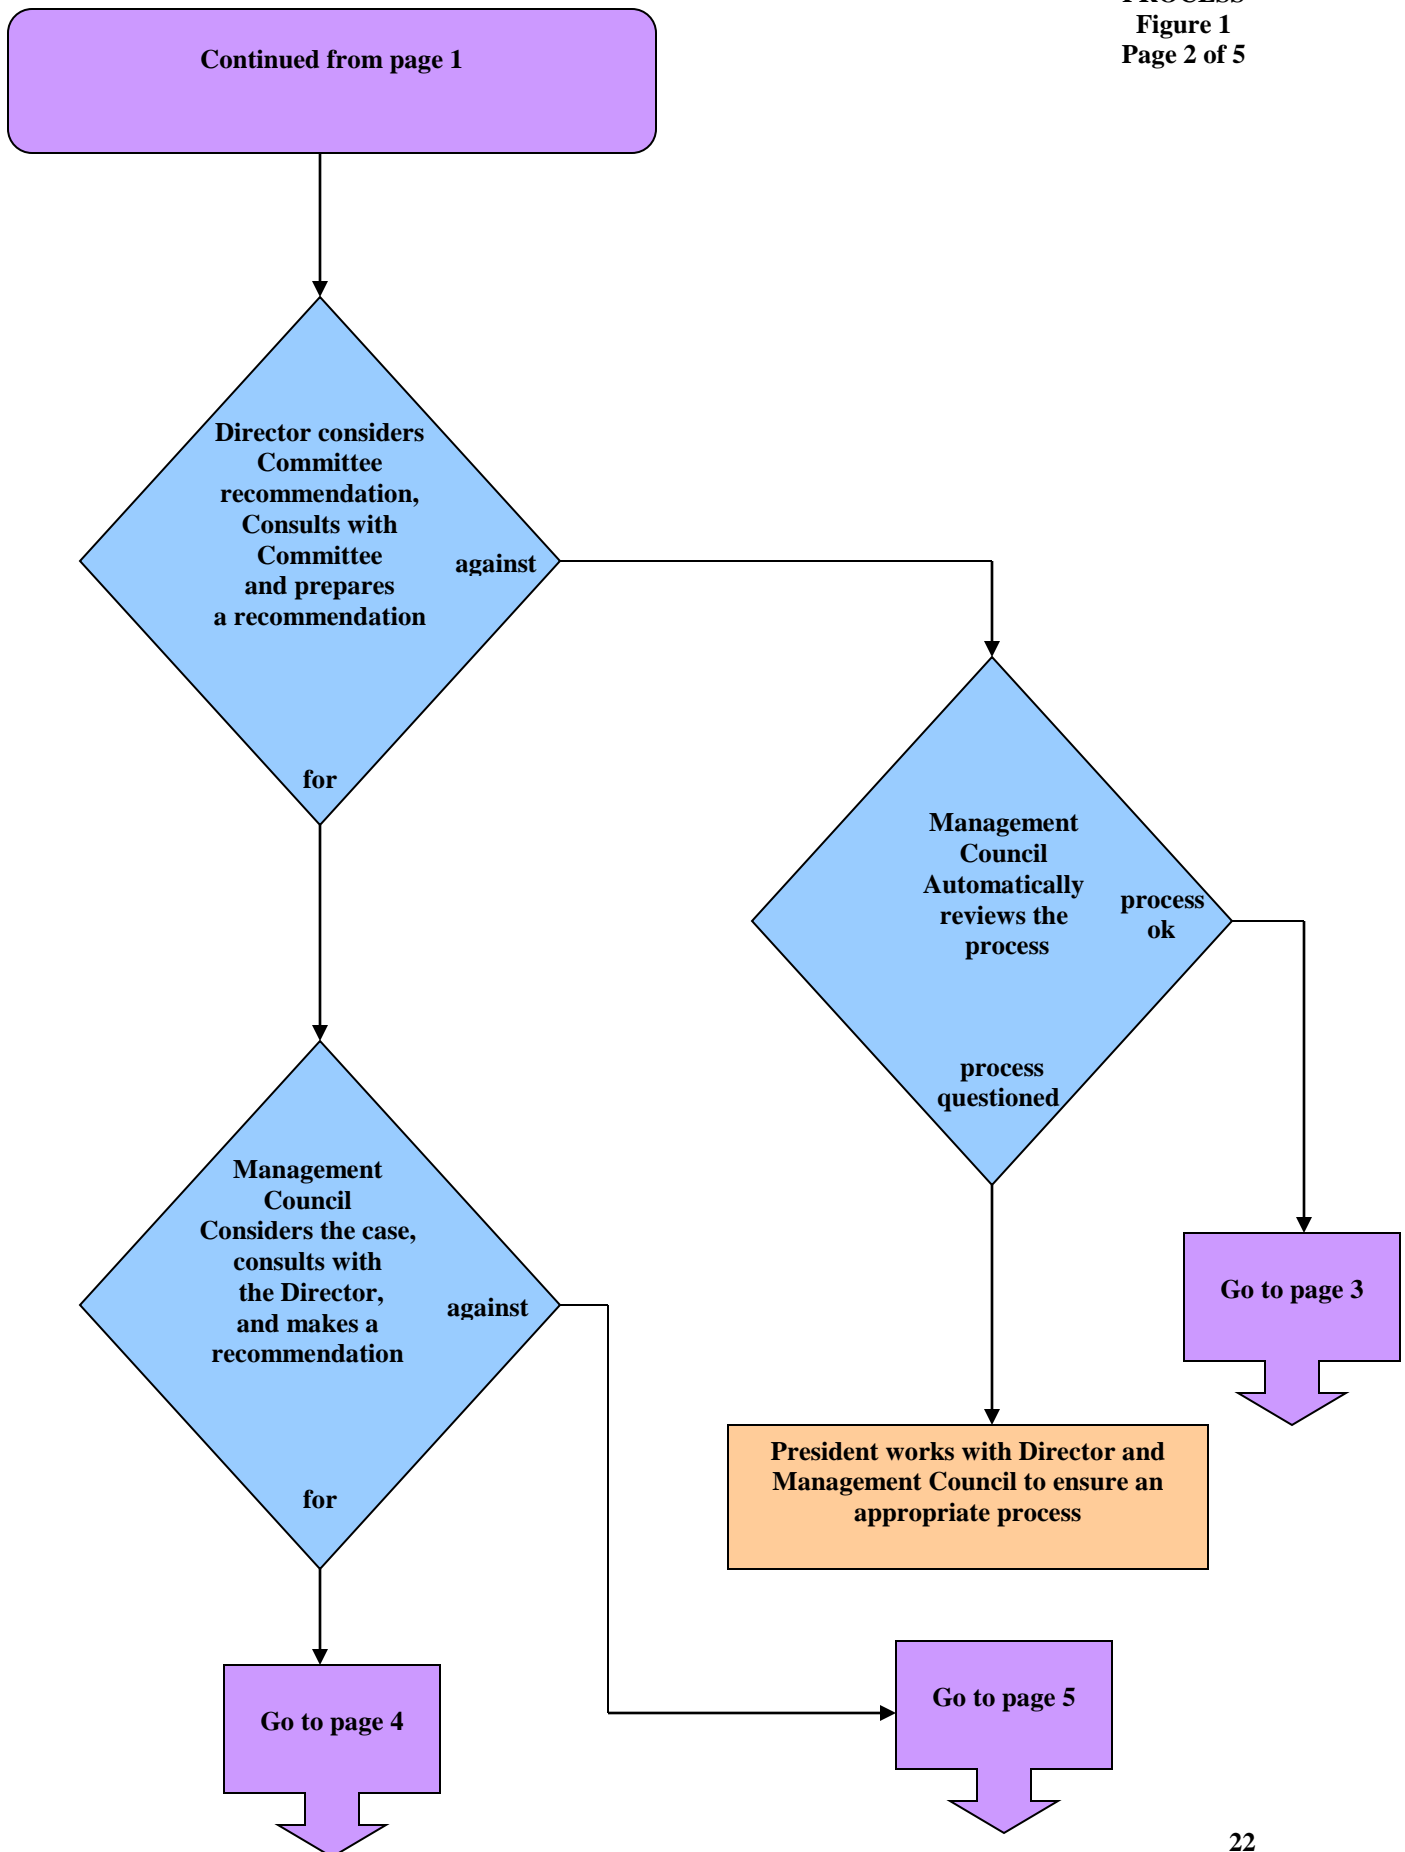 PROCESS
Figure 1
Page 2 of 5
Continued from page 1
Director considers
Committee
recommendation,
Consults with
Committee
and prepares
a recommendation
against
for
Management
Council
Automatically
reviews the
process
process
ok
process
questioned
Management
Council
Considers the case,
consults with
the Director,
and makes a
recommendation
against
for
Go to page 3
President works with Director and
Management Council to ensure an
appropriate process
Go to page 4
Go to page 5
22